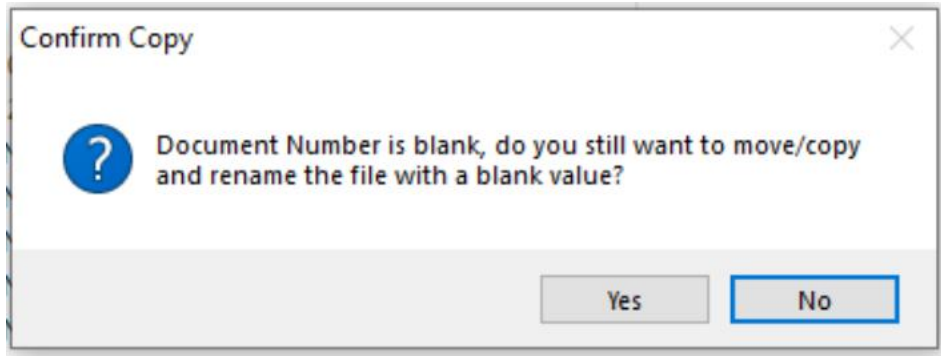 Confirm Copy
Document Number is blank, do you still want to move/copy
and rename the file with a blank value?
Yes
No